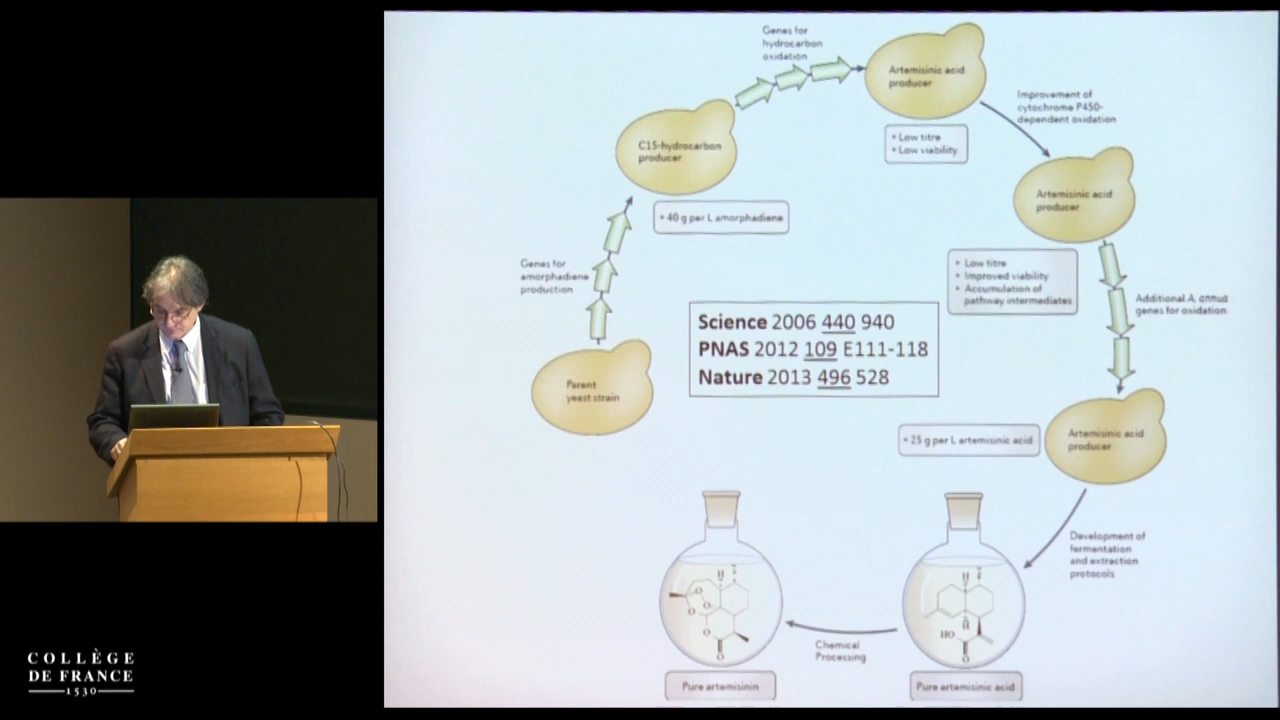 Genes for
hydrocarbon
oxidation
Artemisinic acid
producer
Improvement of
cytochrome P450-
dependent oxidation
• Low titre
• Low viability
C15-hydrocarbon
producer
Artemisinic acid
producer
• 40 g per L amorphadiene
Genes for
amorphadiene
production
• Low titre
• Improved viability
• Accumulation of
pathway intermediates
Additional A. annua
genes for oxidation
Science 2006 440 940
PNAS 2012 109 E111-118
Nature 2013 496 528
Parent
yeast strain
• 25 g per L artemisinic acid
Artemisinic acid
producer
Development of
fermentation
and extraction
protocols
H
O
O
O
O
O
H
H
HO
O
Chemical
Processing
Pure artemisinin
Pure artemisinic acid
COLLÈGE
DE FRANCE
1530